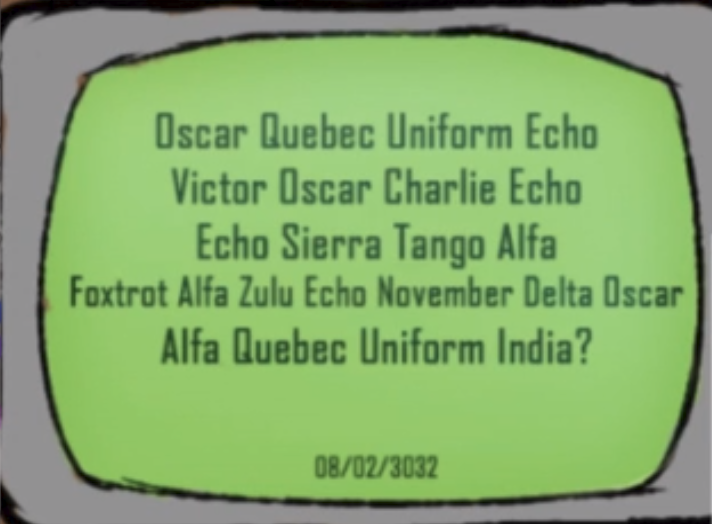 Oscar Quebec Uniform Echo
Victor Oscar Charlie Echo
Echo Sierra Tango Alfa
Foxtrot Alfa Zulu Echo November Delta Oscar
Alfa Quebec Uniform India?
08/02/3032